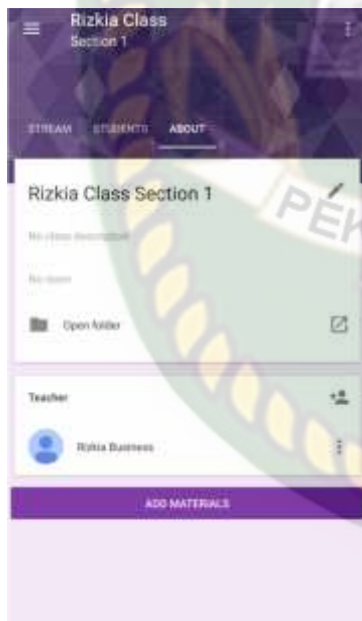 Rizkia Class
Section 1
STREAM STUDENTS ABOUT
Rizkia Class Section 1
No class description
No room
Open folder
Teacher
Rizkia Business
ADD MATERIALS
PEK